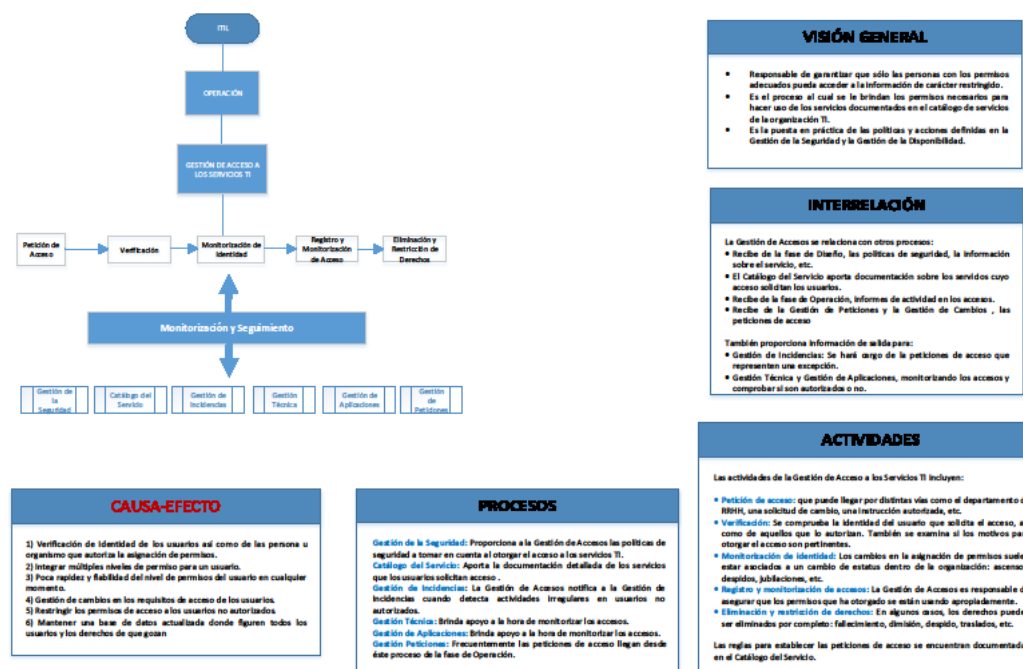 ITIL
OPERACIÓN
GESTIÓN DE ACCESO A
LOS SERVICIOS TI
Petición de
Acceso
Verificación
Monitorización de
Identidad
Registro y
Monitorización
de Acceso
Eliminación y
Restricción de
Derechos
Monitorización y Seguimiento
Gestión de
la
Seguridad
Catálogo del
Servicio
Gestión de
Incidencias
Gestión
Técnica
Gestión de
Aplicaciones
Gestión
de
Peticiones
VISIÓN GENERAL
• Responsable de garantizar que sólo las personas con los permisos
adecuados pueda acceder a la información de carácter restringido.
• Es el proceso al cual se le brindan los permisos necesarios para
hacer uso de los servicios documentados en el catálogo de servicios
de la organización TI.
• Es la puesta en práctica de las políticas y acciones definidas en la
Gestión de la Seguridad y la Gestión de la Disponibilidad.
INTERRELACIÓN
La Gestión de Accesos se relaciona con otros procesos:
• Recibe de la fase de Diseño, las políticas de seguridad, la información
sobre el servicio, etc.
• El Catálogo del Servicio aporta documentación sobre los servidos cuyo
acceso solicitan los usuarios.
• Recibe de la fase de Operación, informes de actividad en los accesos.
• Recibe de la Gestión de Peticiones y la Gestión de Cambios , las
peticiones de acceso
También proporciona información de salida para:
• Gestión de Incidencias: Se hará cargo de la peticiones de acceso que
representen una excepción.
• Gestión Técnica y Gestión de Aplicaciones, monitorizando los accesos y
comprobar si son autorizados o no.
CAUSA-EFECTO
1) Verificación de identidad de los usuarios así como de las persona u
organismo que autoriza la asignación de permisos.
2) Integrar múltiples niveles de permiso para un usuario.
3) Poca rapidez y fiabilidad del nivel de permisos del usuario en cualquier
momento.
4) Gestión de cambios en los requisitos de acceso de los usuarios.
5) Restringir los permisos de acceso a los usuarios no autorizados.
6) Mantener una base de datos actualizada donde figuren todos los
usuarios y los derechos de que gozan
PROCESOS
Gestión de la Seguridad: Proporciona a la Gestión de Accesos las políticas de
seguridad a tomar en cuenta al otorgar el acceso a los servicios TI.
Catálogo del Servicio: Aporta la documentación detallada de los servicios
que los usuarios solicitan acceso .
Gestión de Incidencias: La Gestión de Accesos notifica a la Gestión de
Incidencias cuando detecta actividades irregulares en usuarios no
autorizados.
Gestión Técnica: Brinda apoyo a la hora de monitorizar los accesos.
Gestión de Aplicaciones: Brinda apoyo a la hora de monitorizar los accesos.
Gestión Peticiones: Frecuentemente las peticiones de acceso llegan desde
éste proceso de la fase de Operación.
ACTIVIDADES
Las actividades de la Gestión de Acceso a los Servicios TI incluyen:
• Petición de acceso: que puede llegar por distintas vías como el departamento d
RRHH, una solicitud de cambio, una instrucción autorizada, etc.
• Verificación: Se comprueba la identidad del usuario que solicita el acceso, a
como de aquellos que lo autorizan. También se examina si los motivos par
otorgar el acceso son pertinentes.
• Monitorización de identidad: Los cambios en la asignación de permisos suele
estar asociados a un cambio de estatus dentro de la organización: ascenso
despidos, jubilaciones, etc.
• Registro y monitorización de accesos: La Gestión de Accesos es responsable d
asegurar que los permisos que ha otorgado se están usando apropiadamente.
• Eliminación y restricción de derechos: En algunos casos, los derechos puede
ser eliminados por completo: fallecimiento, dimisión, despido, traslados, etc.
Las reglas para establecer las peticiones de acceso se encuentran documentada
en el Catálogo del Servicio.